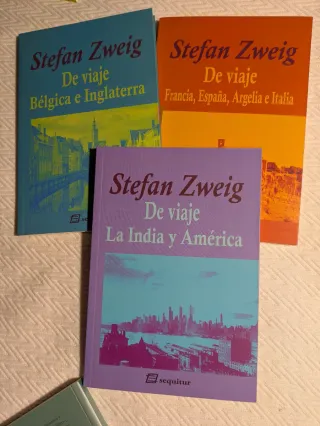 Stefan Zweig
De viaje
Bélgica e Inglaterra
sequitur
Stefan Zweig
De viaje
Francia, España, Argelia e Italia
Stefan Zweig
De viaje
La India y América
sequitur